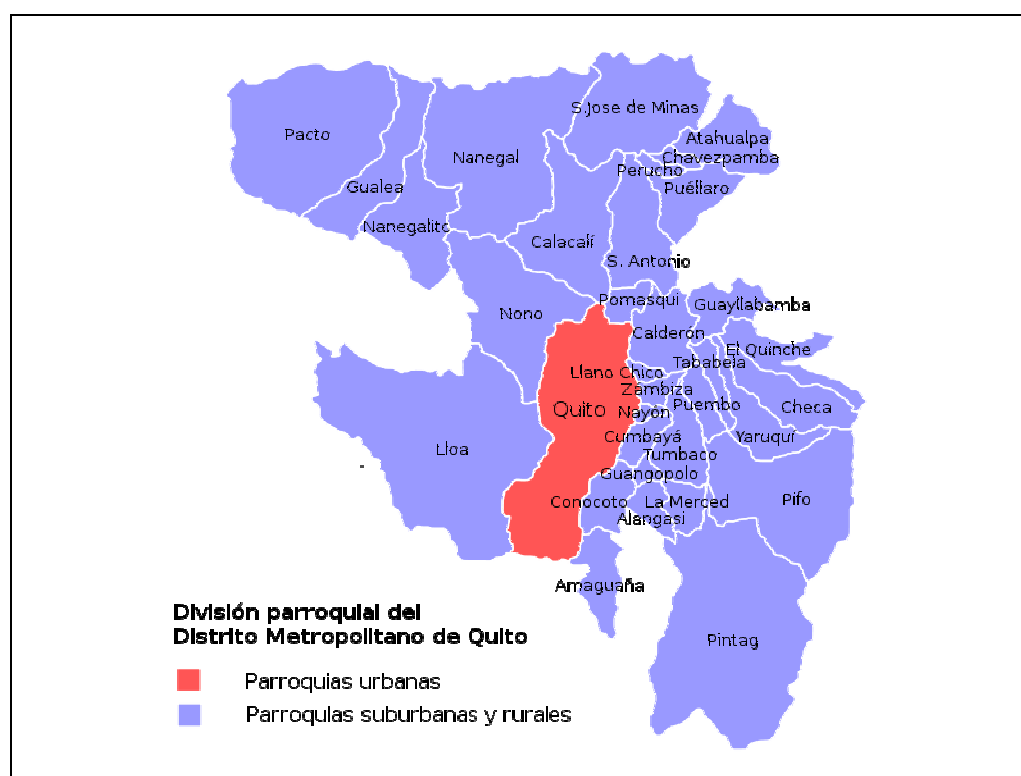 S.Jose de Minas
Pacto
Atahualpa
Nanegal
Chavezpamba
Perucho
Gualea
Puéllaro
Nanegalito
Calacalí
S. Antonio
Pomasqui
Guayllabamba
Nono
Calderón
El Quinche
Tababela
Llano Chico
Zámbiza
Puembo
Checa
Quito
Nayón
Cumbayá
Yaruquí
Lloa
Tumbaco
Guangopolo
Pifo
Conocoto
La Merced
Alangasi
Amaguaña
División parroquial del
Distrito Metropolitano de Quito
Pintag
Parroquias urbanas
Parroquias suburbanas y rurales